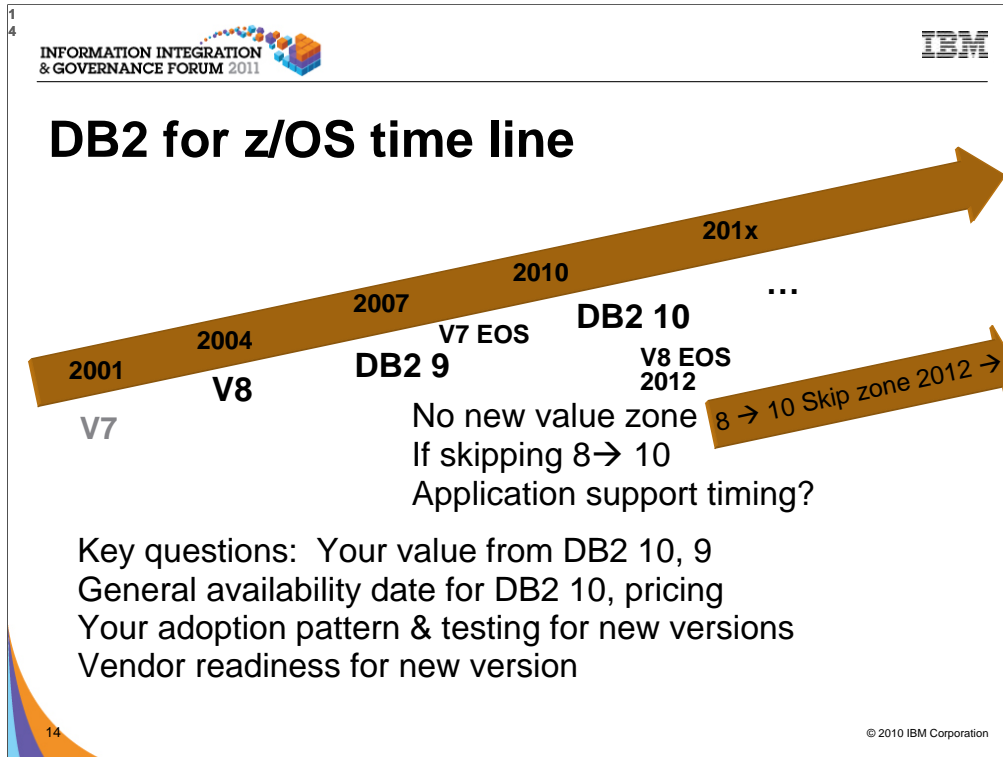 1
4
INFORMATION INTEGRATION
& GOVERNANCE FORUM 2011
IBM
DB2 for z/OS time line
201x
2010
2007
2004
2001
...
DB2 10
V7 EOS
DB2 9
V8
V7
V8 EOS
2012
8 → 10 Skip zone 2012 →
No new value zone
If skipping 8→ 10
Application support timing?
Key questions:  Your value from DB2 10, 9
General availability date for DB2 10, pricing
Your adoption pattern & testing for new versions
Vendor readiness for new version
14
© 2010 IBM Corporation